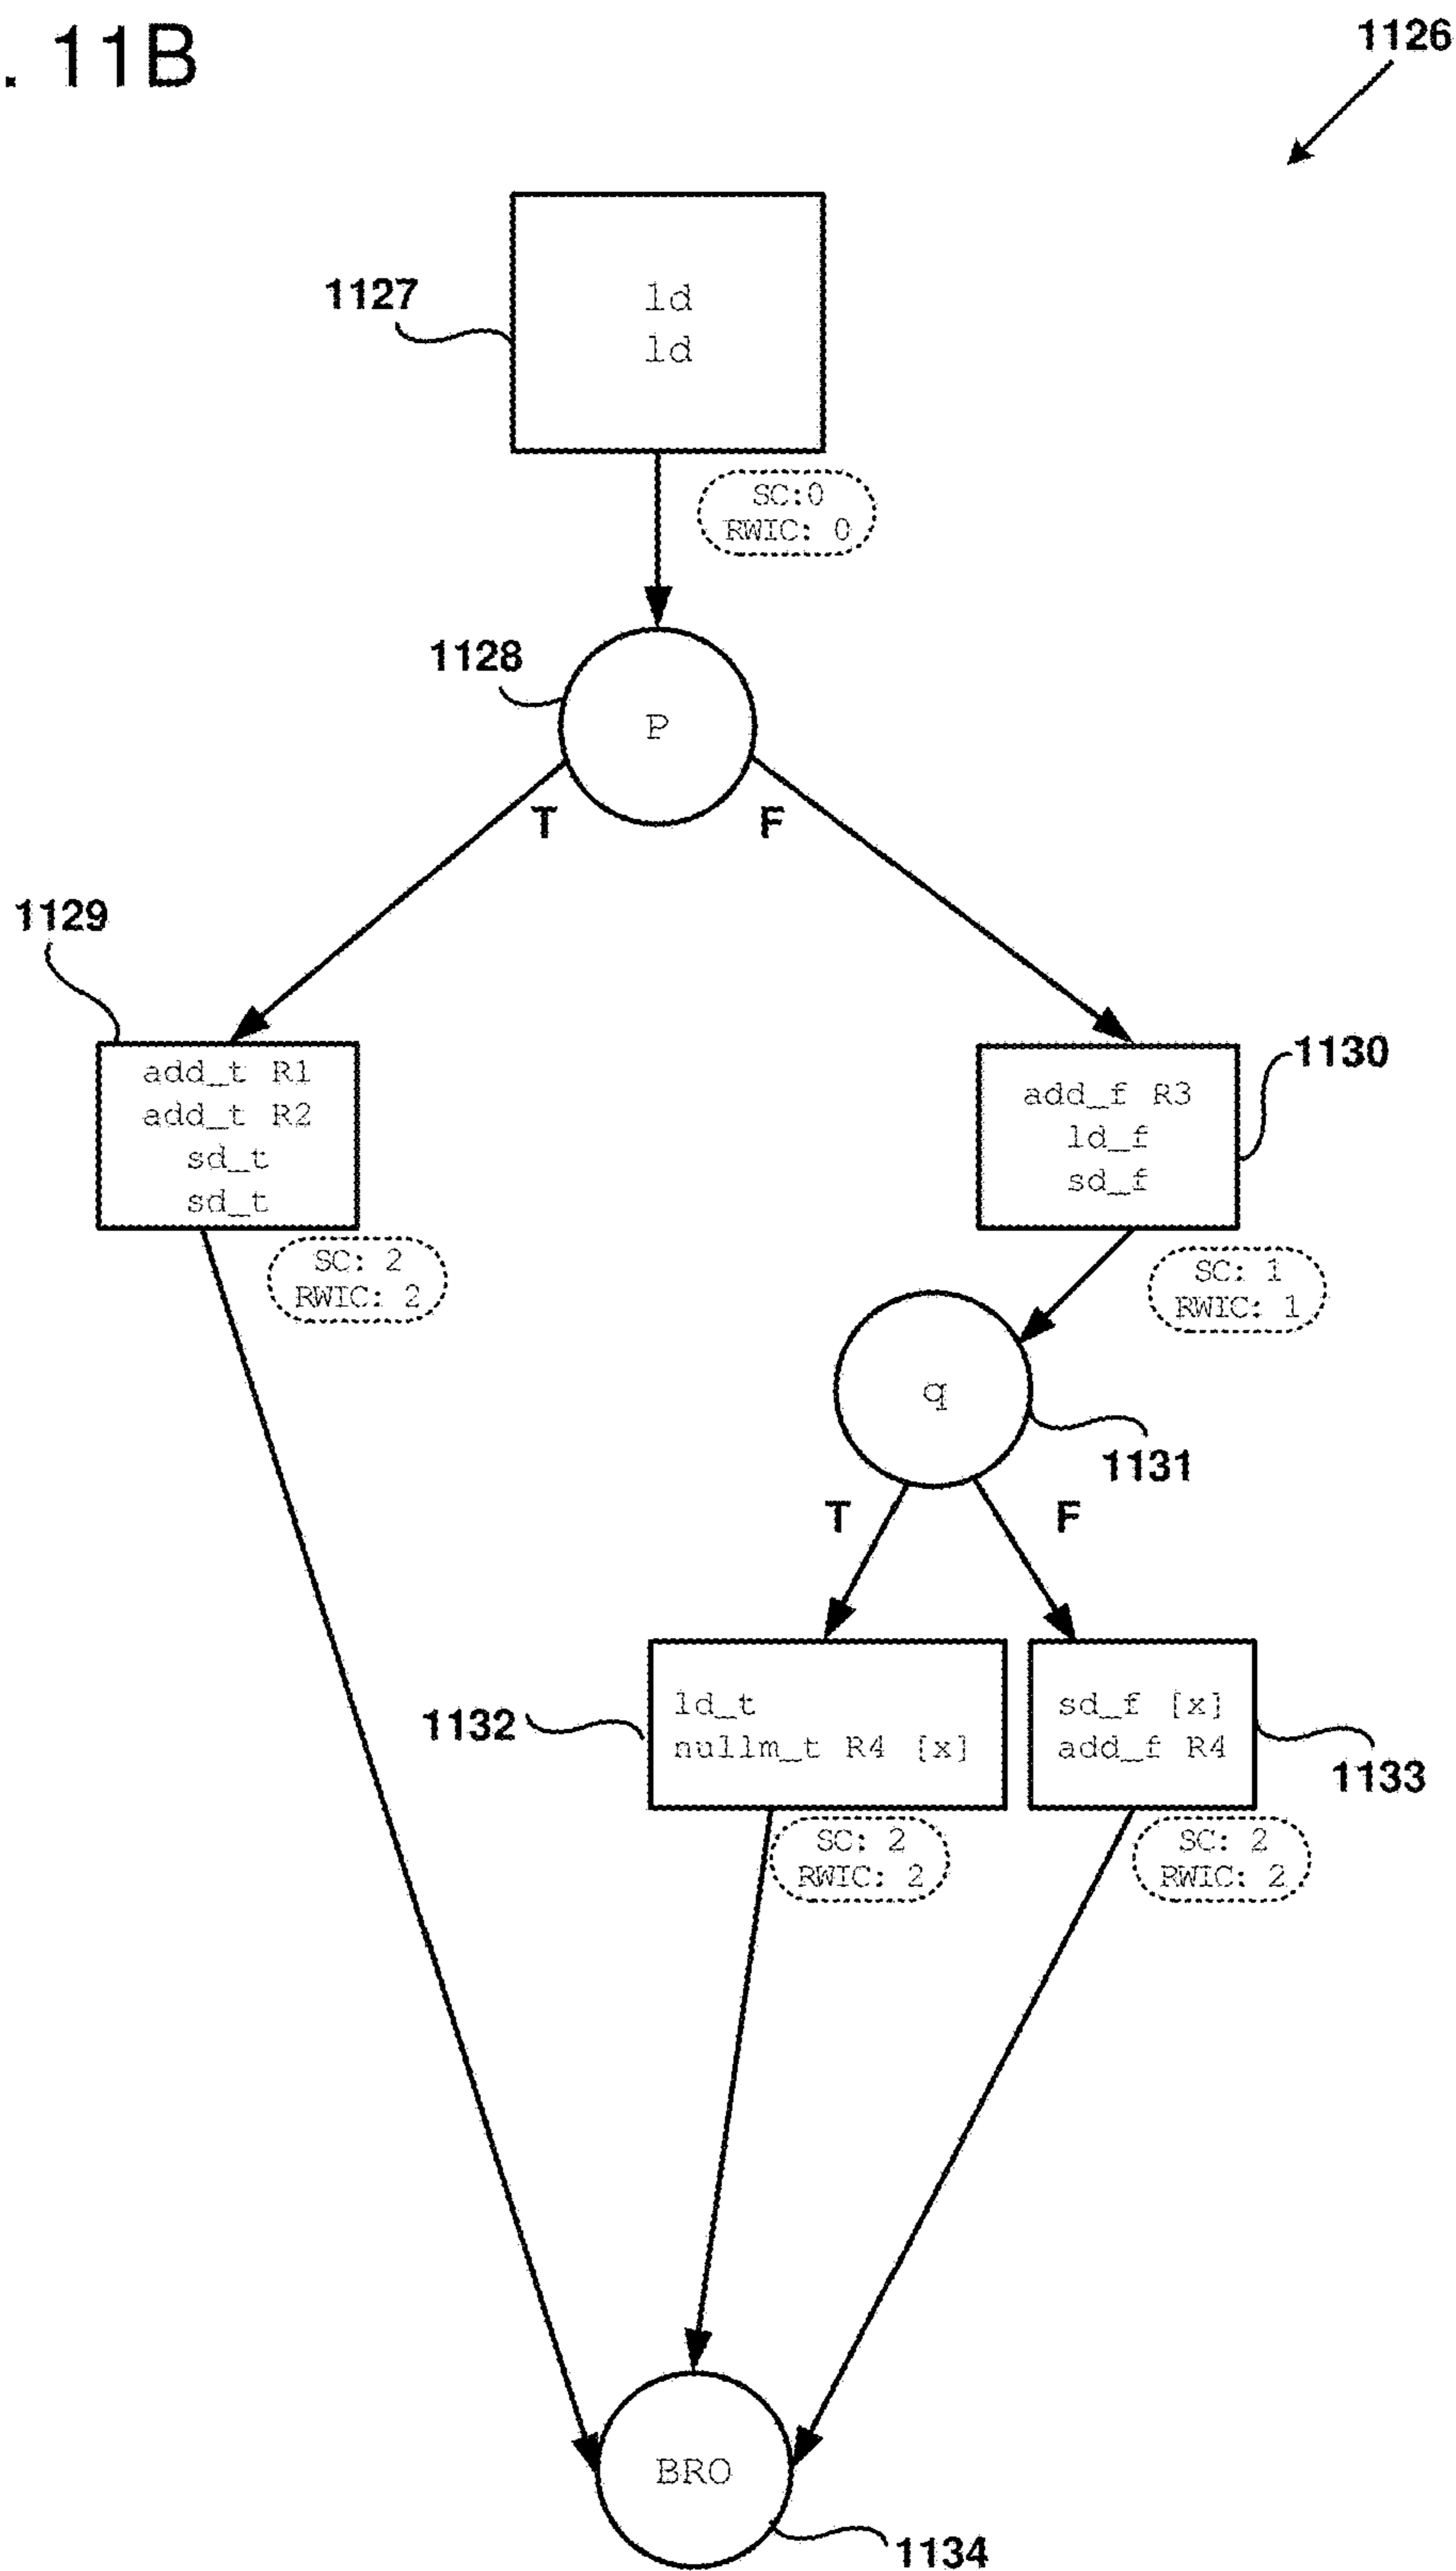 . 11B
1126
1127
ld
ld
SC:0
RWIC: 0
1128
P
T
F
1129
add_t R1
add_t R2
sd_t
sd_t
SC: 2
RWIC: 2
1130
add_f R3
ld_f
sd_f
SC: 1
RWIC: 1
q
1131
T
F
1132
ld_t
nullm_t R4 [x]
SC: 2
RWIC: 2
sd_f [x]
add_f R4
1133
SC: 2
RWIC: 2
BRO
1134